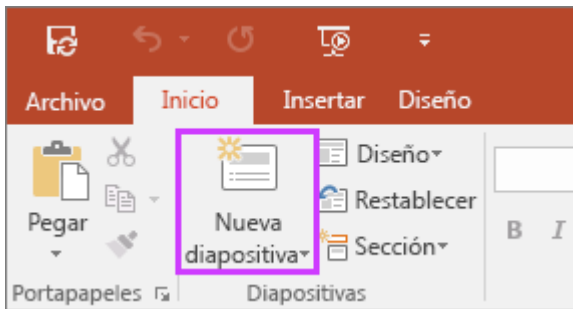 Archivo Inicio Insertar Diseño
Pegar
Nueva
diapositiva
Diseño
Restablecer
Sección
B I
Portapapeles Diapositivas